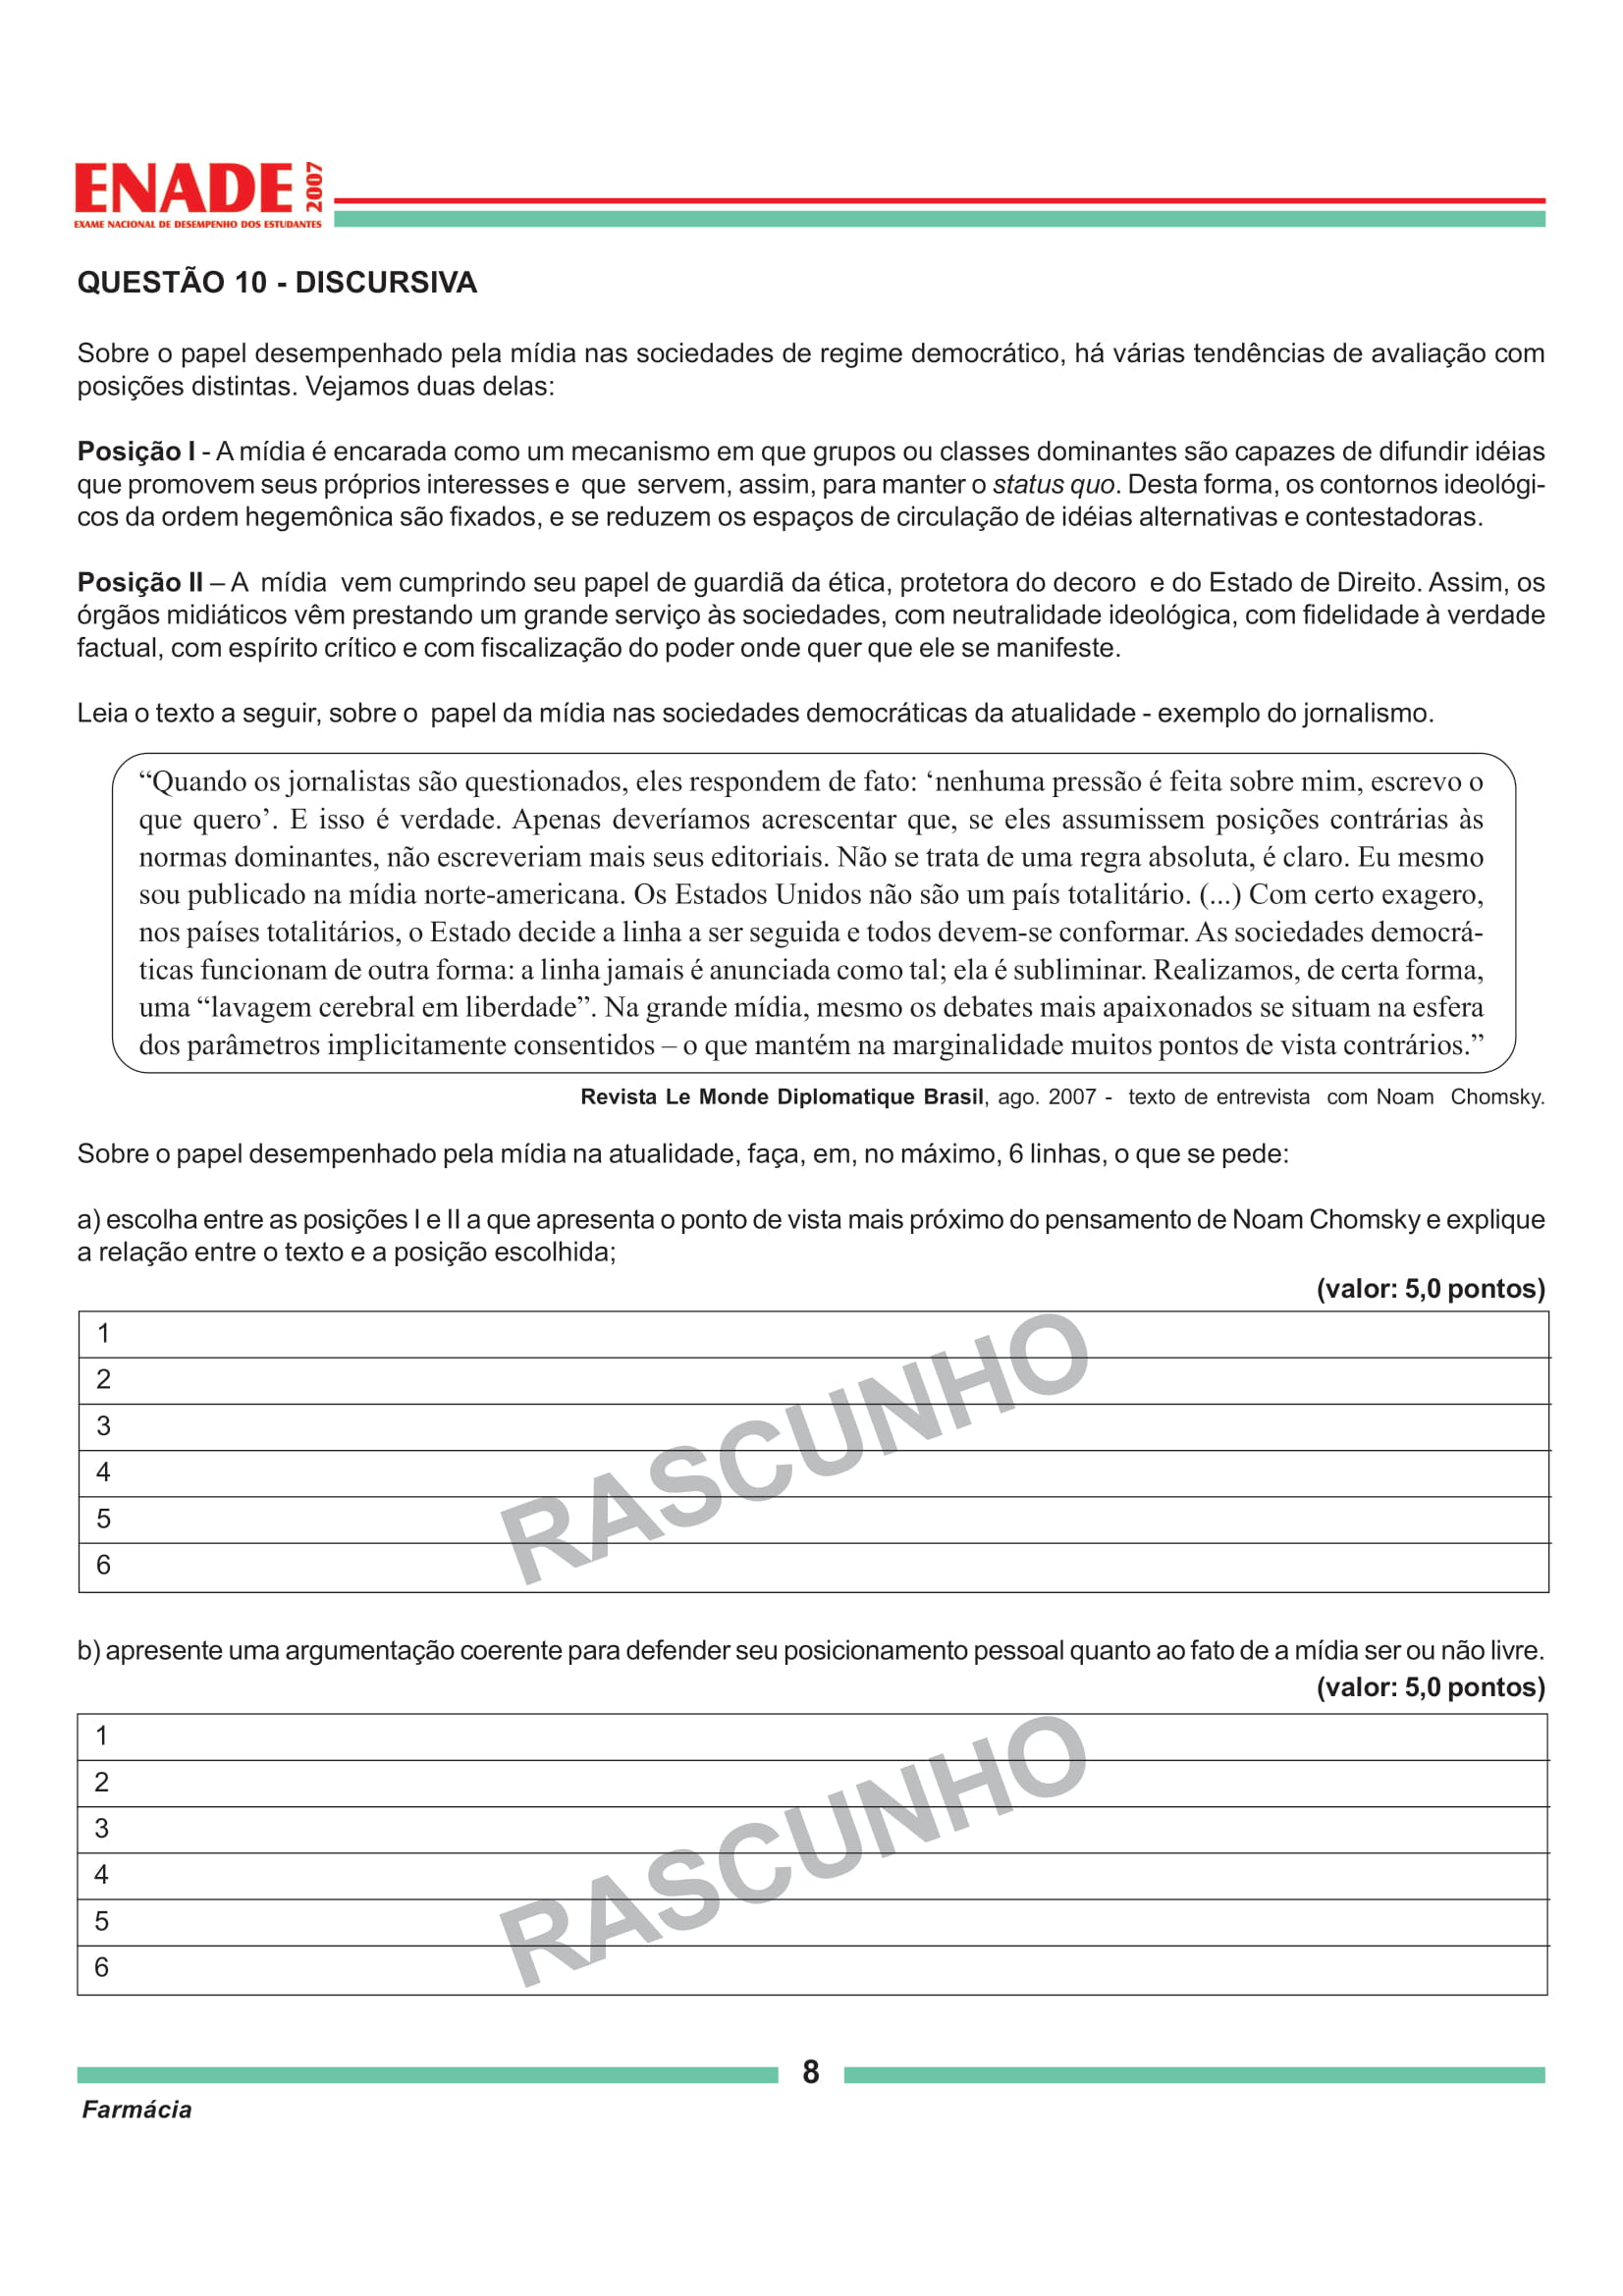 ENADE 2007
EXAME NACIONAL DE DESEMPENHO DOS ESTUDANTES
QUESTÃO 10 - DISCURSIVA
Sobre o papel desempenhado pela mídia nas sociedades de regime democrático, há várias tendências de avaliação com
posições distintas. Vejamos duas delas:
Posição I - A mídia é encarada como um mecanismo em que grupos ou classes dominantes são capazes de difundir idéias
que promovem seus próprios interesses e que servem, assim, para manter o status quo. Desta forma, os contornos ideológi-
cos da ordem hegemônica são fixados, e se reduzem os espaços de circulação de idéias alternativas e contestadoras.
Posição II – A mídia vem cumprindo seu papel de guardiã da ética, protetora do decoro e do Estado de Direito. Assim, os
órgãos midiáticos vêm prestando um grande serviço às sociedades, com neutralidade ideológica, com fidelidade à verdade
factual, com espírito crítico e com fiscalização do poder onde quer que ele se manifeste.
Leia o texto a seguir, sobre o papel da mídia nas sociedades democráticas da atualidade - exemplo do jornalismo.
“Quando os jornalistas são questionados, eles respondem de fato: ‘nenhuma pressão é feita sobre mim, escrevo o
que quero’. E isso é verdade. Apenas deveríamos acrescentar que, se eles assumissem posições contrárias às
normas dominantes, não escreveriam mais seus editoriais. Não se trata de uma regra absoluta, é claro. Eu mesmo
sou publicado na mídia norte-americana. Os Estados Unidos não são um país totalitário. (...) Com certo exagero,
nos países totalitários, o Estado decide a linha a ser seguida e todos devem-se conformar. As sociedades democrá-
ticas funcionam de outra forma: a linha jamais é anunciada como tal; ela é subliminar. Realizamos, de certa forma,
uma “lavagem cerebral em liberdade”. Na grande mídia, mesmo os debates mais apaixonados se situam na esfera
dos parâmetros implicitamente consentidos – o que mantém na marginalidade muitos pontos de vista contrários.”
Revista Le Monde Diplomatique Brasil, ago. 2007 - texto de entrevista com Noam Chomsky.
Sobre o papel desempenhado pela mídia na atualidade, faça, em, no máximo, 6 linhas, o que se pede:
a) escolha entre as posições I e II a que apresenta o ponto de vista mais próximo do pensamento de Noam Chomsky e explique
a relação entre o texto e a posição escolhida;
(valor: 5,0 pontos)
1
2
3
4
5
6
RASCUNHO
b) apresente uma argumentação coerente para defender seu posicionamento pessoal quanto ao fato de a mídia ser ou não livre.
(valor: 5,0 pontos)
1
2
3
4
5
6
RASCUNHO
8
Farmácia